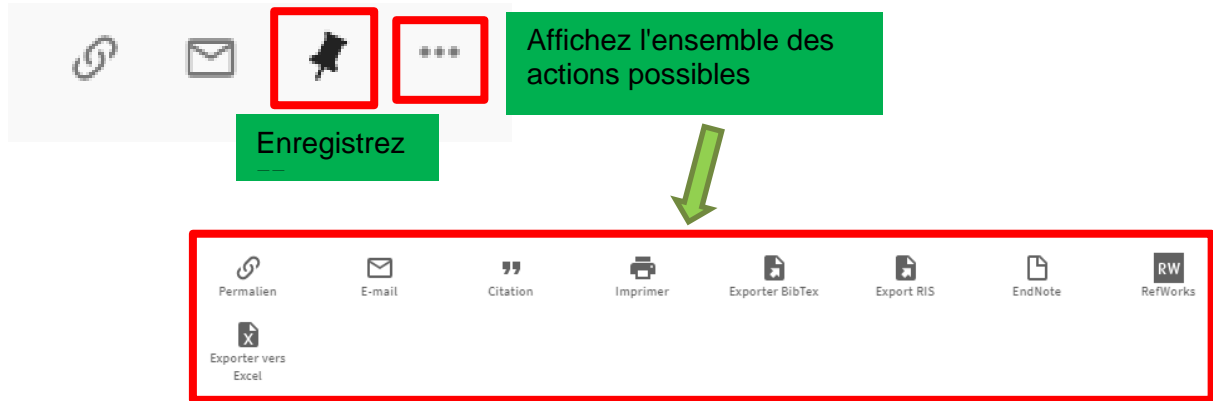 Affichez l'ensemble des
actions possibles
Enregistrez
Permalien
E-mail
Citation
Imprimer
Exporter BibTex
Export RIS
EndNote
RW
RefWorks
X
Exporter vers
Excel